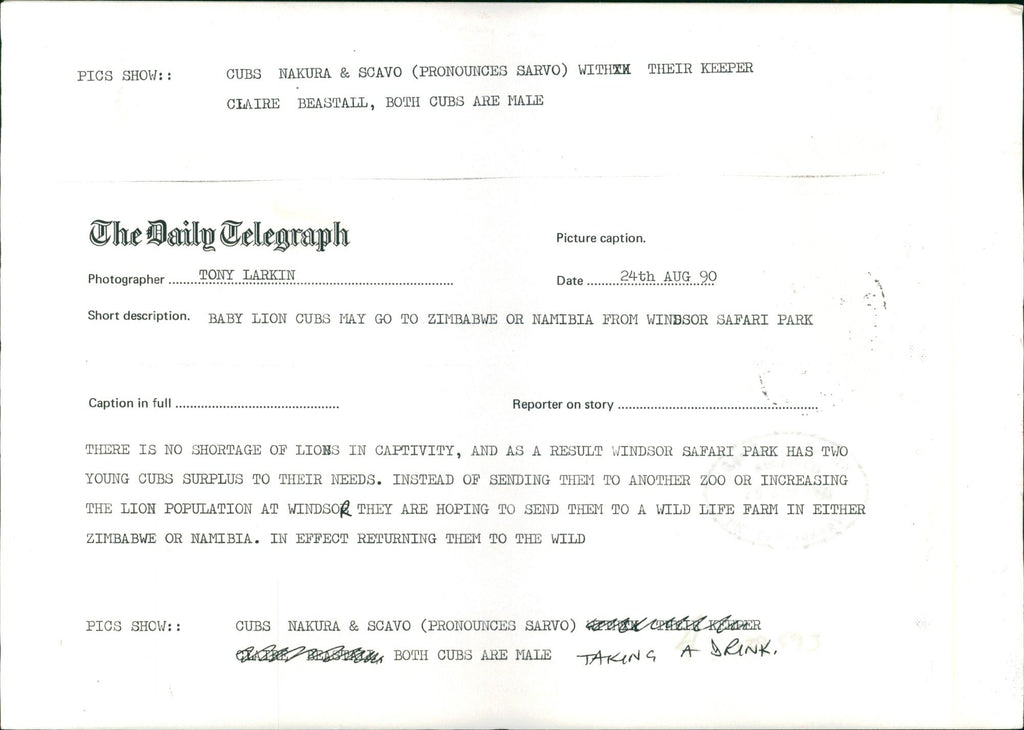 PICS SHOW:: CUBS NAKURA & SCAVO (PRONOUNCES SARVO) WITH THEIR KEEPER
CLAIRE BEASTALL, BOTH CUBS ARE MALE
The Daily Telegraph
Picture caption.
Photographer TONY LARKIN Date 24th AUG 90
Short description. BABY LION CUBS MAY GO TO ZIMBABWE OR NAMIBIA FROM WINDSOR SAFARI PARK
Caption in full Reporter on story
THERE IS NO SHORTAGE OF LIONS IN CAPTIVITY, AND AS A RESULT WINDSOR SAFARI PARK HAS TWO
YOUNG CUBS SURPLUS TO THEIR NEEDS. INSTEAD OF SENDING THEM TO ANOTHER ZOO OR INCREASING
THE LION POPULATION AT WINDSOR THEY ARE HOPING TO SEND THEM TO A WILD LIFE FARM IN EITHER
ZIMBABWE OR NAMIBIA. IN EFFECT RETURNING THEM TO THE WILD
PICS SHOW:: CUBS NAKURA & SCAVO (PRONOUNCES SARVO) WITH THEIR KEEPER
CLAIRE BEASTALL, BOTH CUBS ARE MALE TAKING A DRINK.